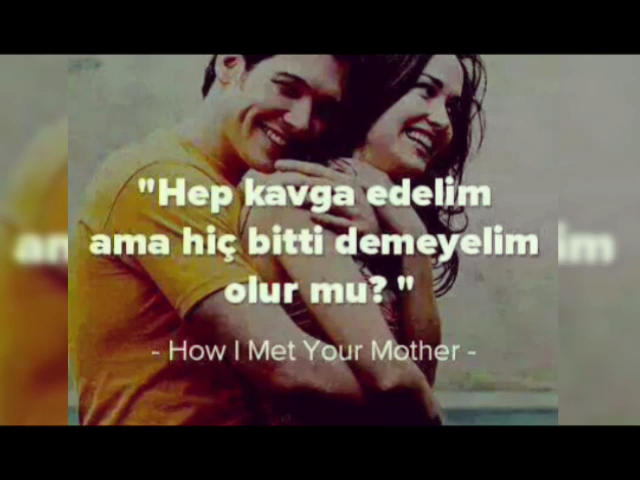 "Hep kavga edelim
ama hiç bitti demeyelim
olur mu? "
- How I Met Your Mother -